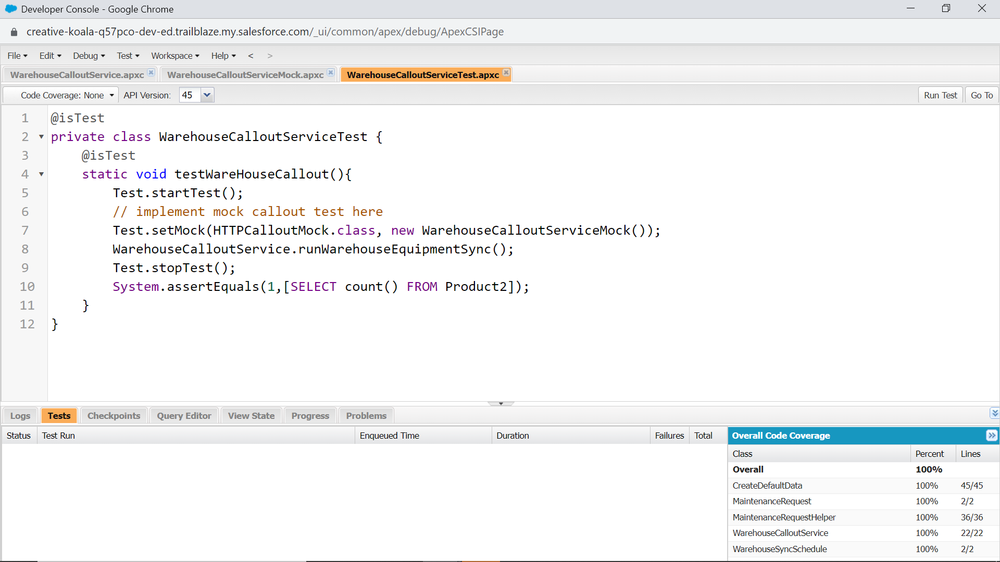 Developer Console - Google Chrome
creative-koala-q57pco-dev-ed.trailblaze.my.salesforce.com/_ui/common/apex/debug/ApexCSIPage
File Edit Debug Test Workspace Help < >
WarehouseCalloutService.apxc WarehouseCalloutServiceMock.apxc WarehouseCalloutServiceTest.apxc
Code Coverage: None API Version: 45 Run Test Go To
1 @isTest
2 private class WarehouseCalloutServiceTest {
3 @isTest
4 static void testWareHouseCallout(){
5 Test.startTest();
6 // implement mock callout test here
7 Test.setMock(HTTPCalloutMock.class, new WarehouseCalloutServiceMock());
8 WarehouseCalloutService.runWarehouseEquipmentSync();
9 Test.stopTest();
10 System.assertEquals(1,[SELECT count() FROM Product2]);
11 }
12 }
Logs Tests Checkpoints Query Editor View State Progress Problems
Status Test Run Enqueued Time Duration Failures Total
Overall Code Coverage
Class Percent Lines
Overall 100%
CreateDefaultData 100% 45/45
MaintenanceRequest 100% 2/2
MaintenanceRequestHelper 100% 36/36
WarehouseCalloutService 100% 22/22
WarehouseSyncSchedule 100% 2/2